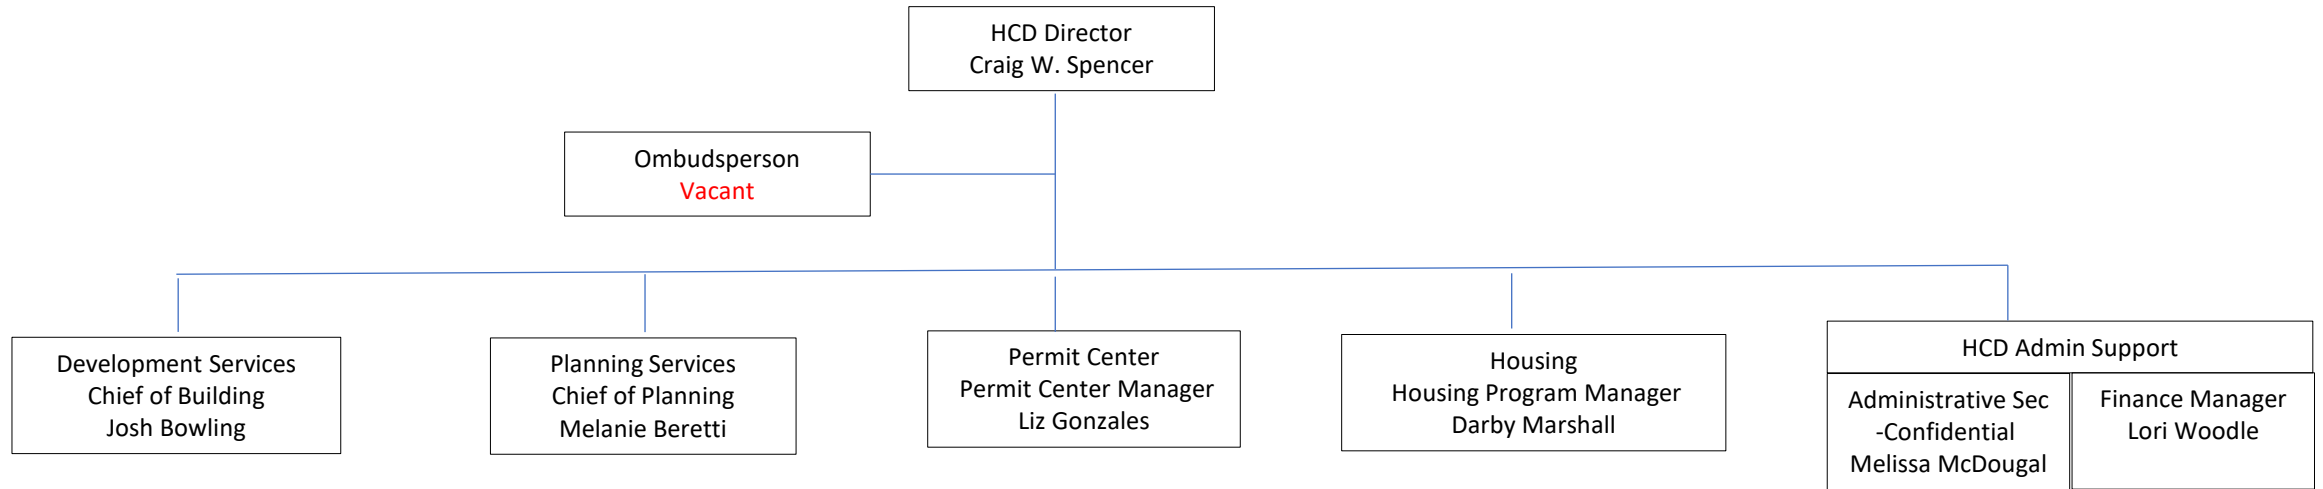 HCD Director
Craig W. Spencer
Ombudsperson
Vacant
Development Services
Chief of Building
Josh Bowling
Planning Services
Chief of Planning
Melanie Beretti
Permit Center
Permit Center Manager
Liz Gonzales
Housing
Housing Program Manager
Darby Marshall
HCD Admin Support
Administrative Sec
-Confidential
Melissa McDougal
Finance Manager
Lori Woodle